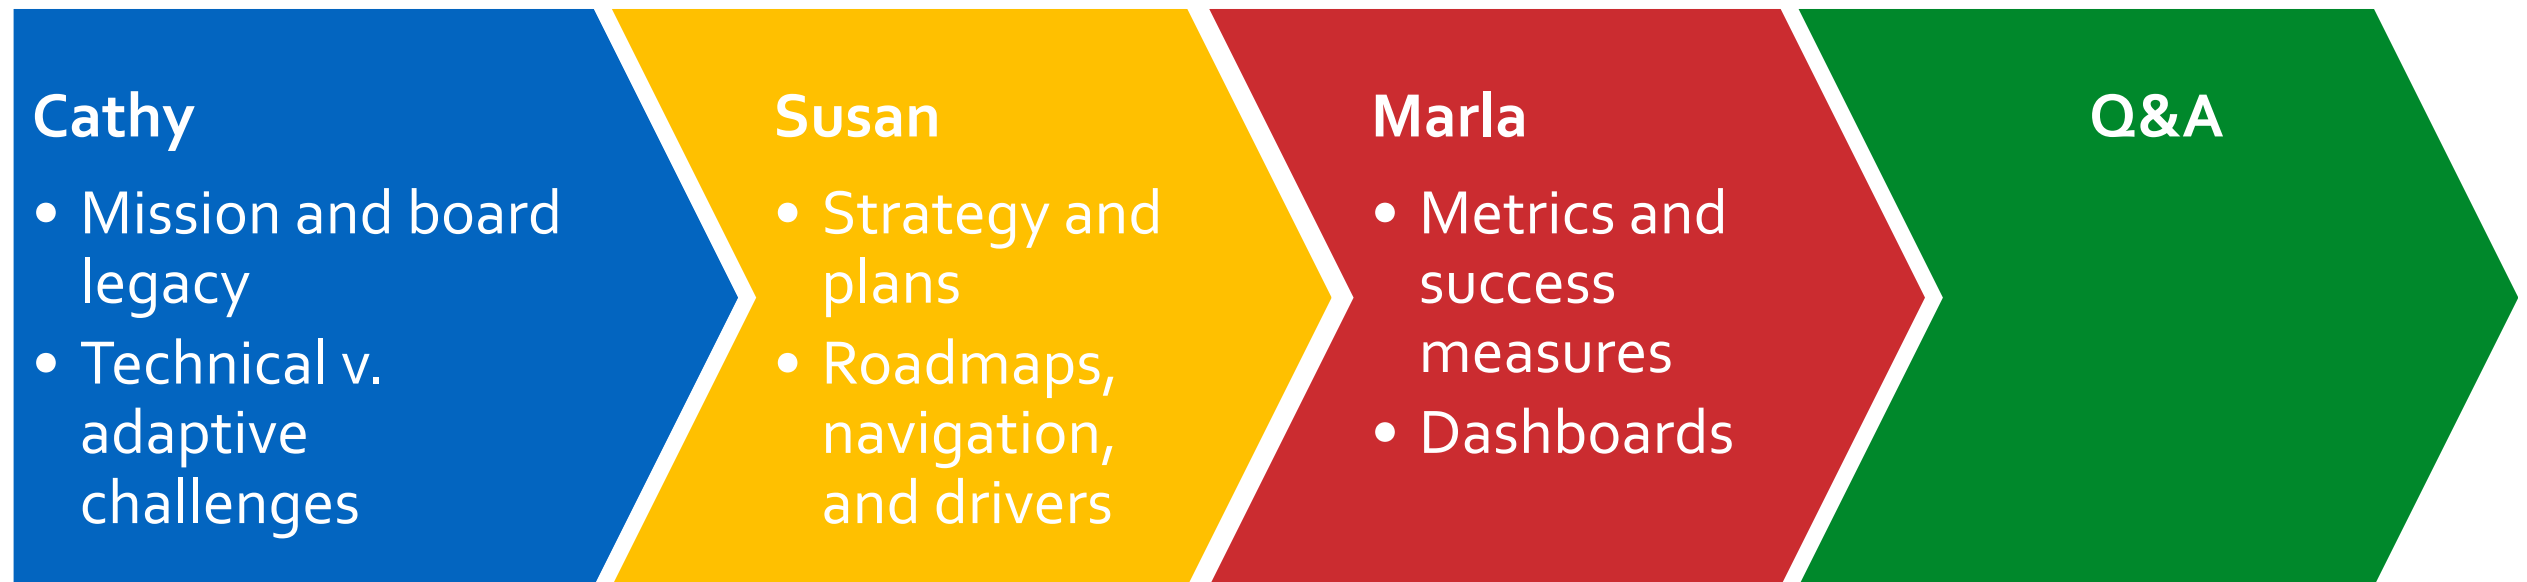 Cathy
• Mission and board
legacy
• Technical v.
adaptive
challenges
Susan
• Strategy and
plans
• Roadmaps,
navigation,
and drivers
Marla
• Metrics and
success
measures
• Dashboards
Q&A